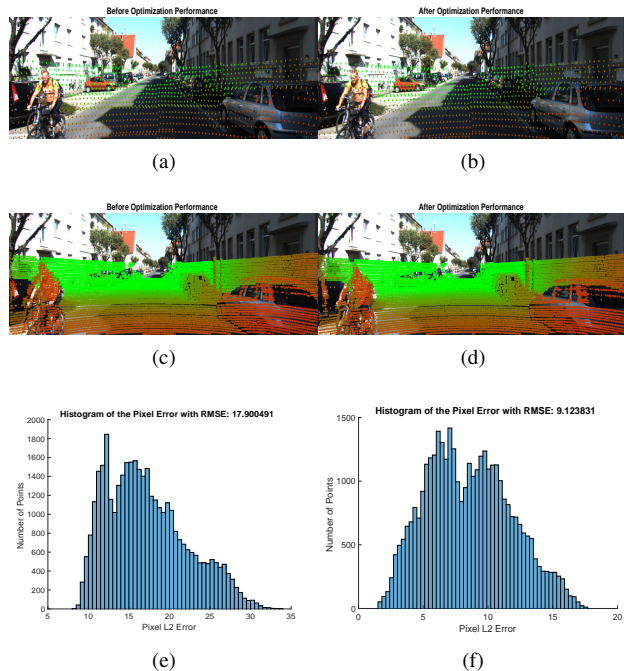 Before Optimization Performance
After Optimization Performance
(a)
(b)
Before Optimization Performance
After Optimization Performance
(c)
(d)
Histogram of the Pixel Error with RMSE: 17.900491
Number of Points
2000
1800
1600
1400
1200
1000
800
600
400
200
0
5
10
15
20
25
30
35
Pixel L2 Error
(e)
Histogram of the Pixel Error with RMSE: 9.123831
Number of Points
1500
1000
500
0
0
5
10
15
20
Pixel L2 Error
(f)